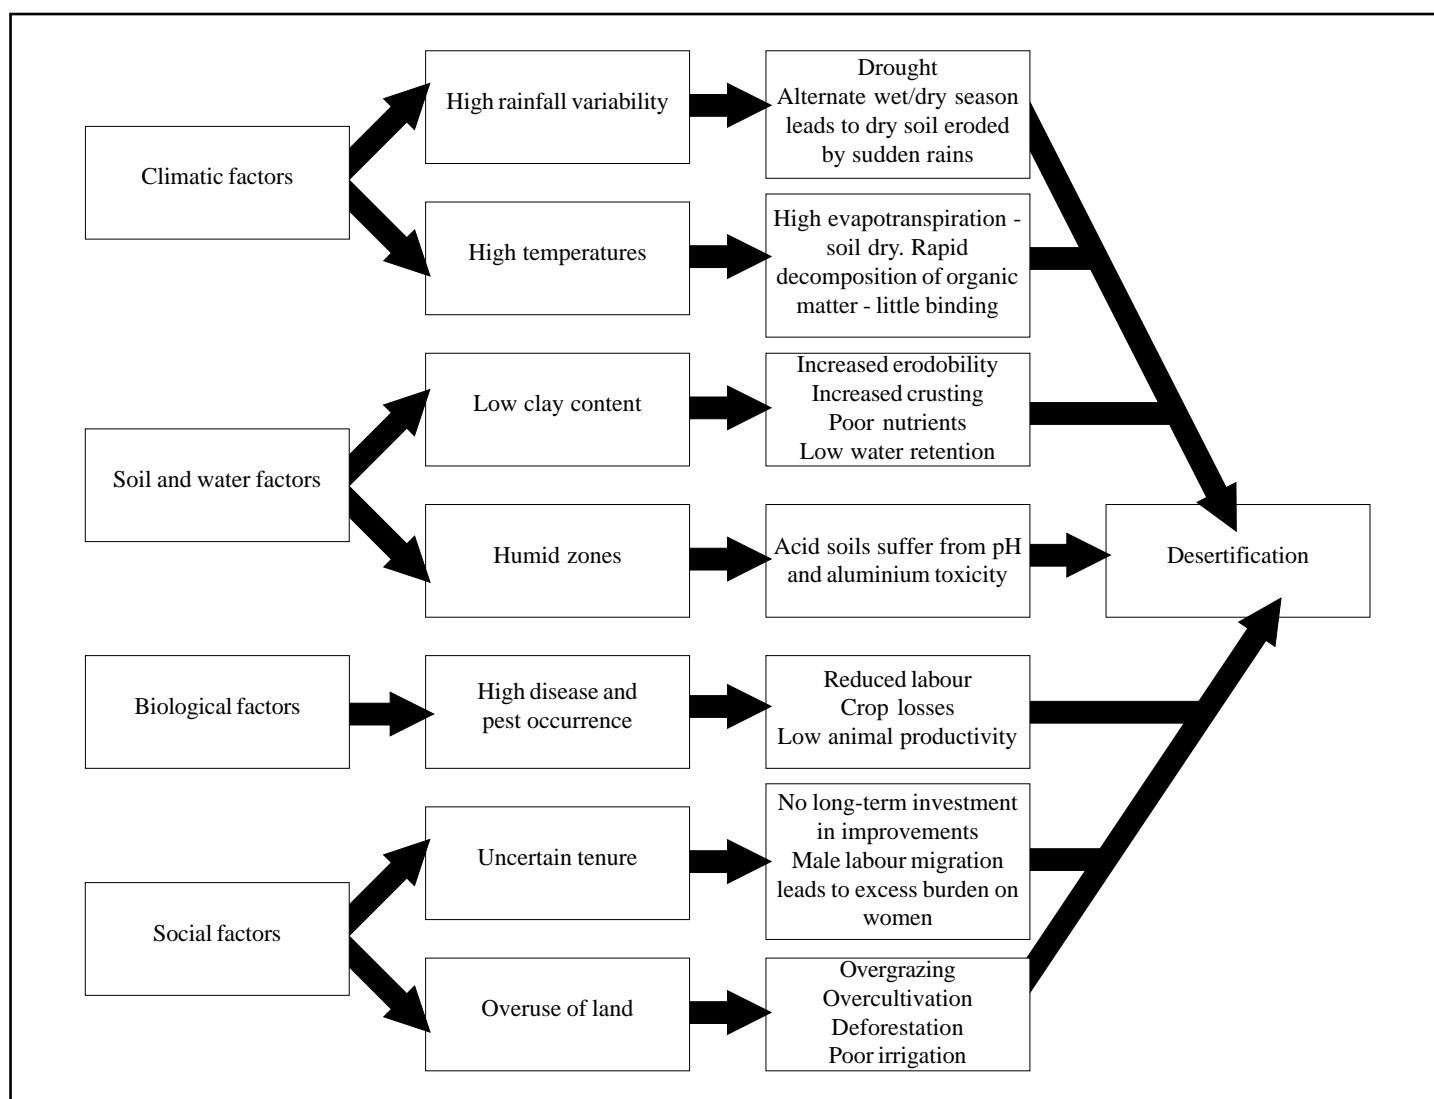 Climatic factors
High rainfall variability
Drought
Alternate wet/dry season
leads to dry soil eroded
by sudden rains
High temperatures
High evapotranspiration -
soil dry. Rapid
decomposition of organic
matter - little binding
Soil and water factors
Low clay content
Increased erodobility
Increased crusting
Poor nutrients
Low water retention
Humid zones
Acid soils suffer from pH
and aluminium toxicity
Desertification
Biological factors
High disease and
pest occurrence
Reduced labour
Crop losses
Low animal productivity
Social factors
Uncertain tenure
No long-term investment
in improvements
Male labour migration
leads to excess burden on
women
Overuse of land
Overgrazing
Overcultivation
Deforestation
Poor irrigation